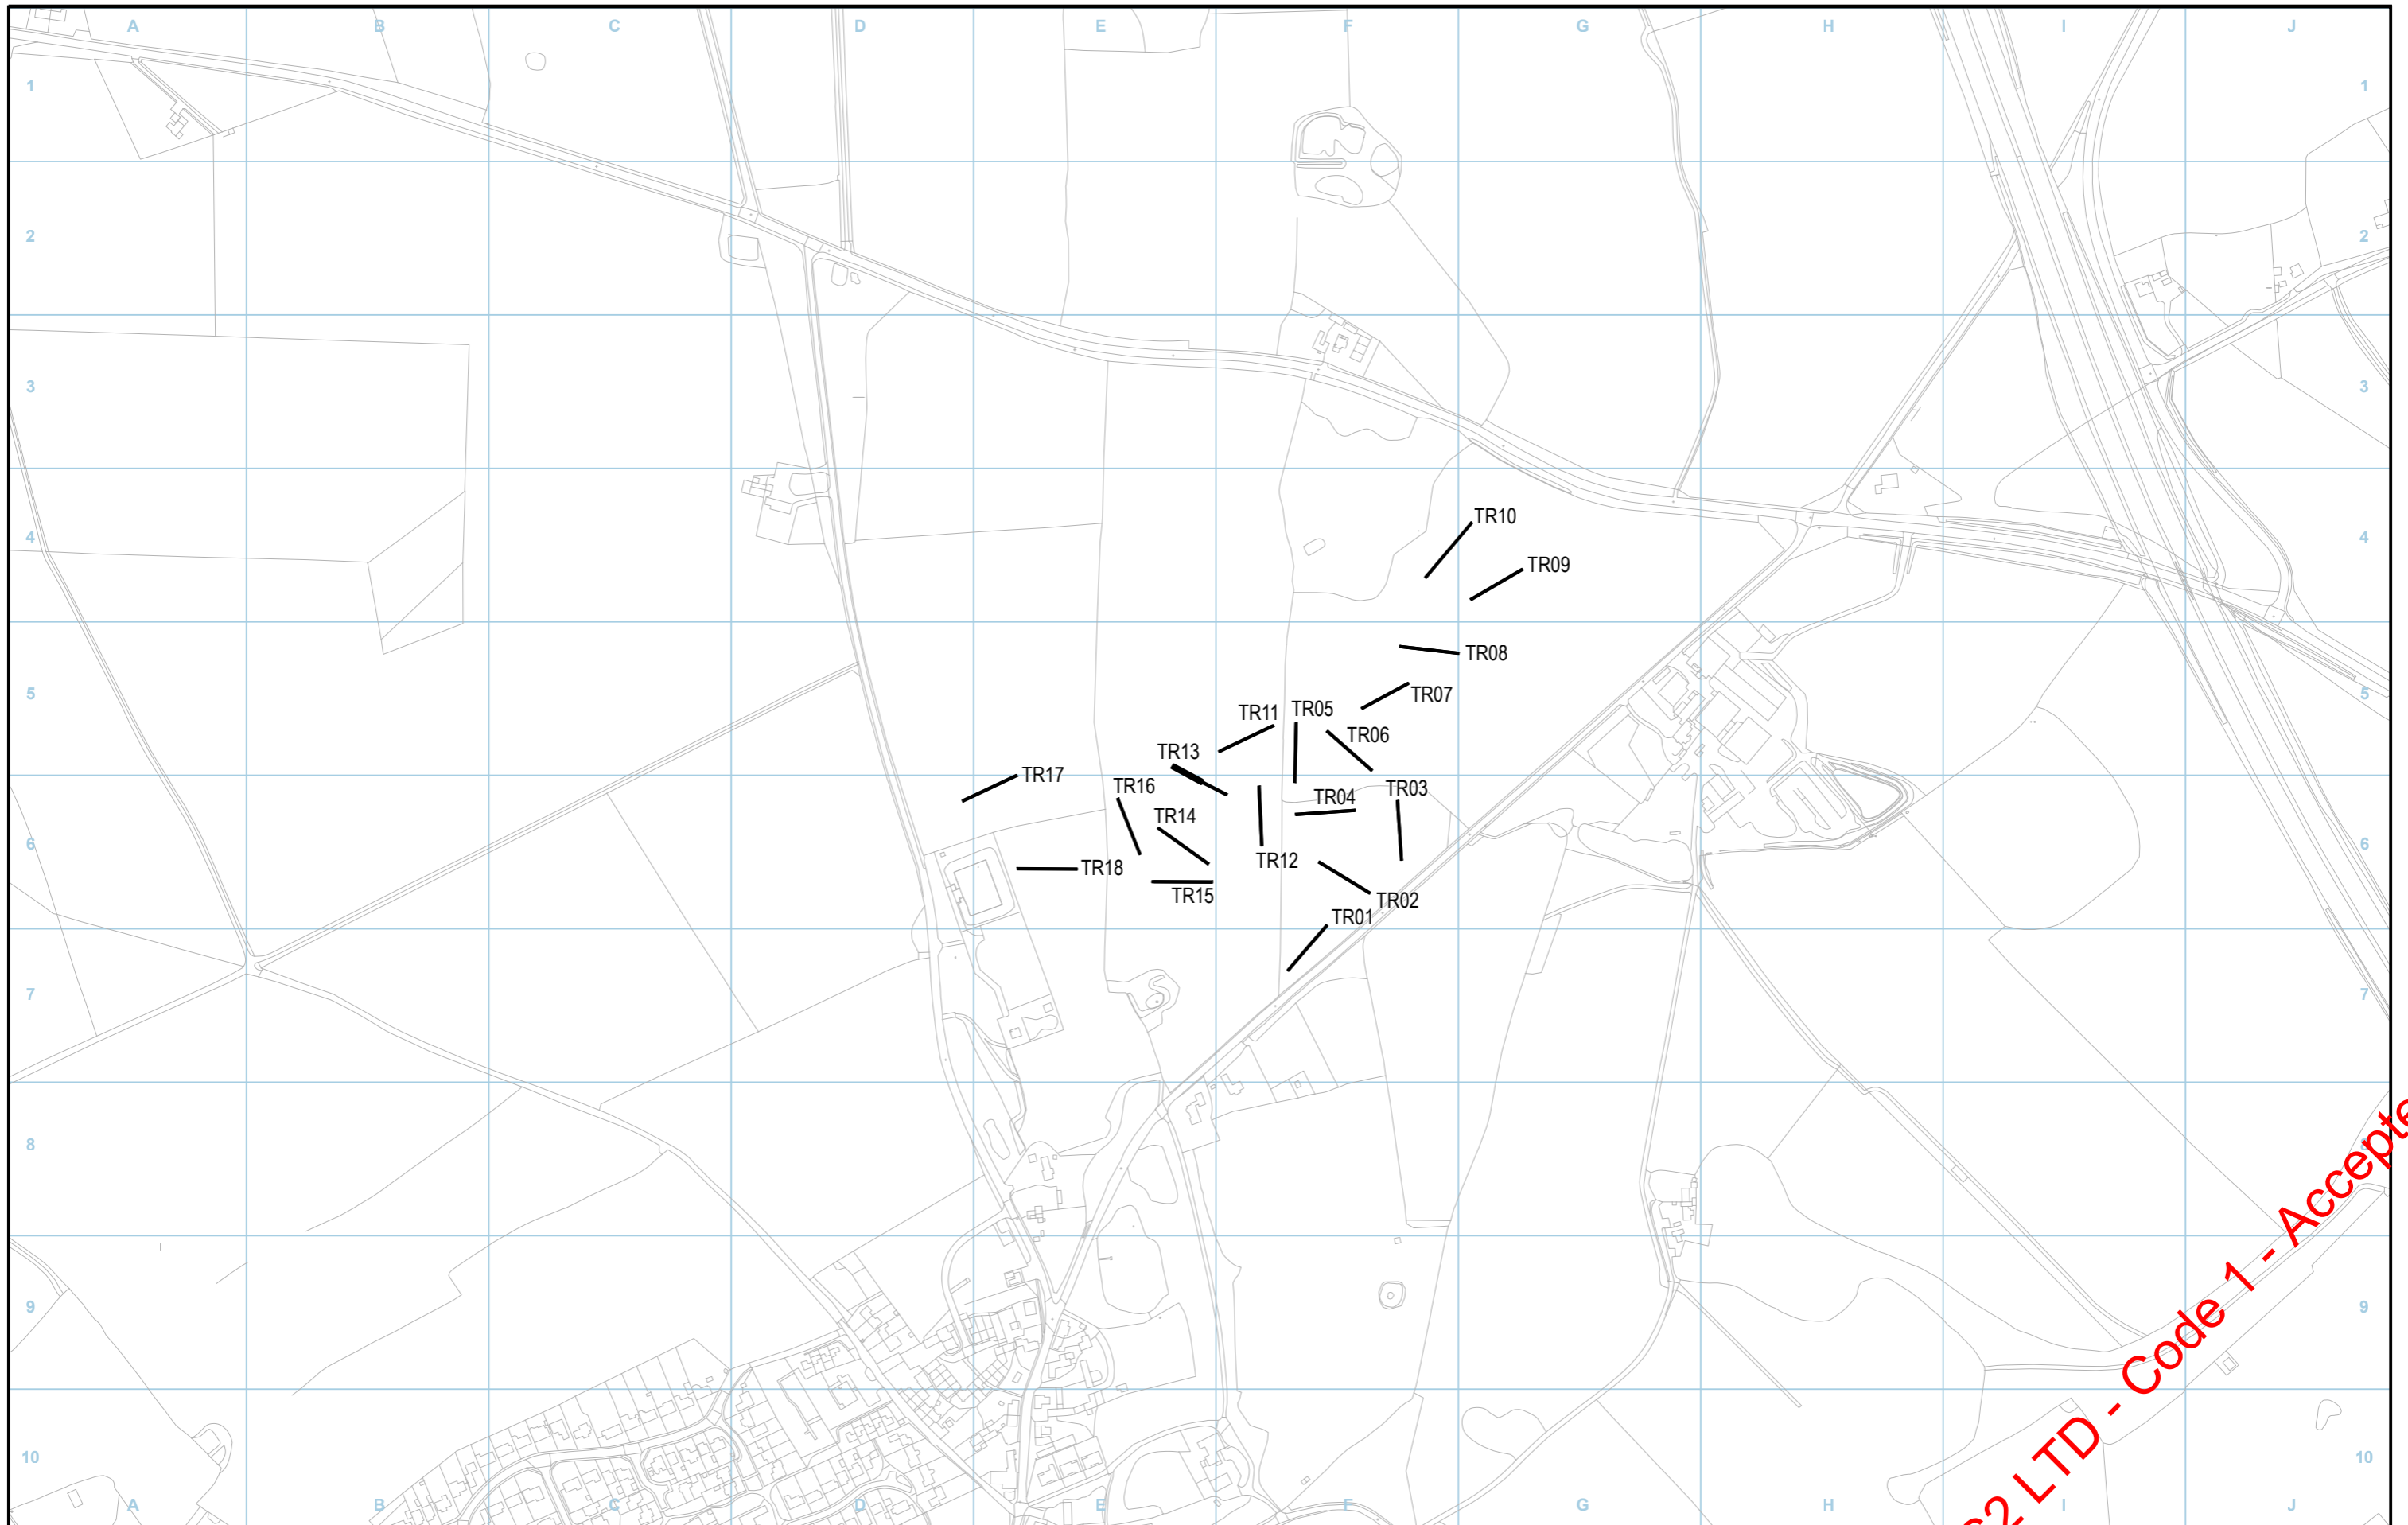 A B C D E F G H I J
1 1
2 2
3 3
4 4
TR10
TR09
TR08
5 5
TR07
TR05
TR11
TR06
TR13
TR17
TR16
TR03
TR04
TR14
6 6
TR12
TR18
TR15
TR02
TR01
7 7
8 8
9 9
10 10
A B C D E F G H I J
LTD - Code 1 -